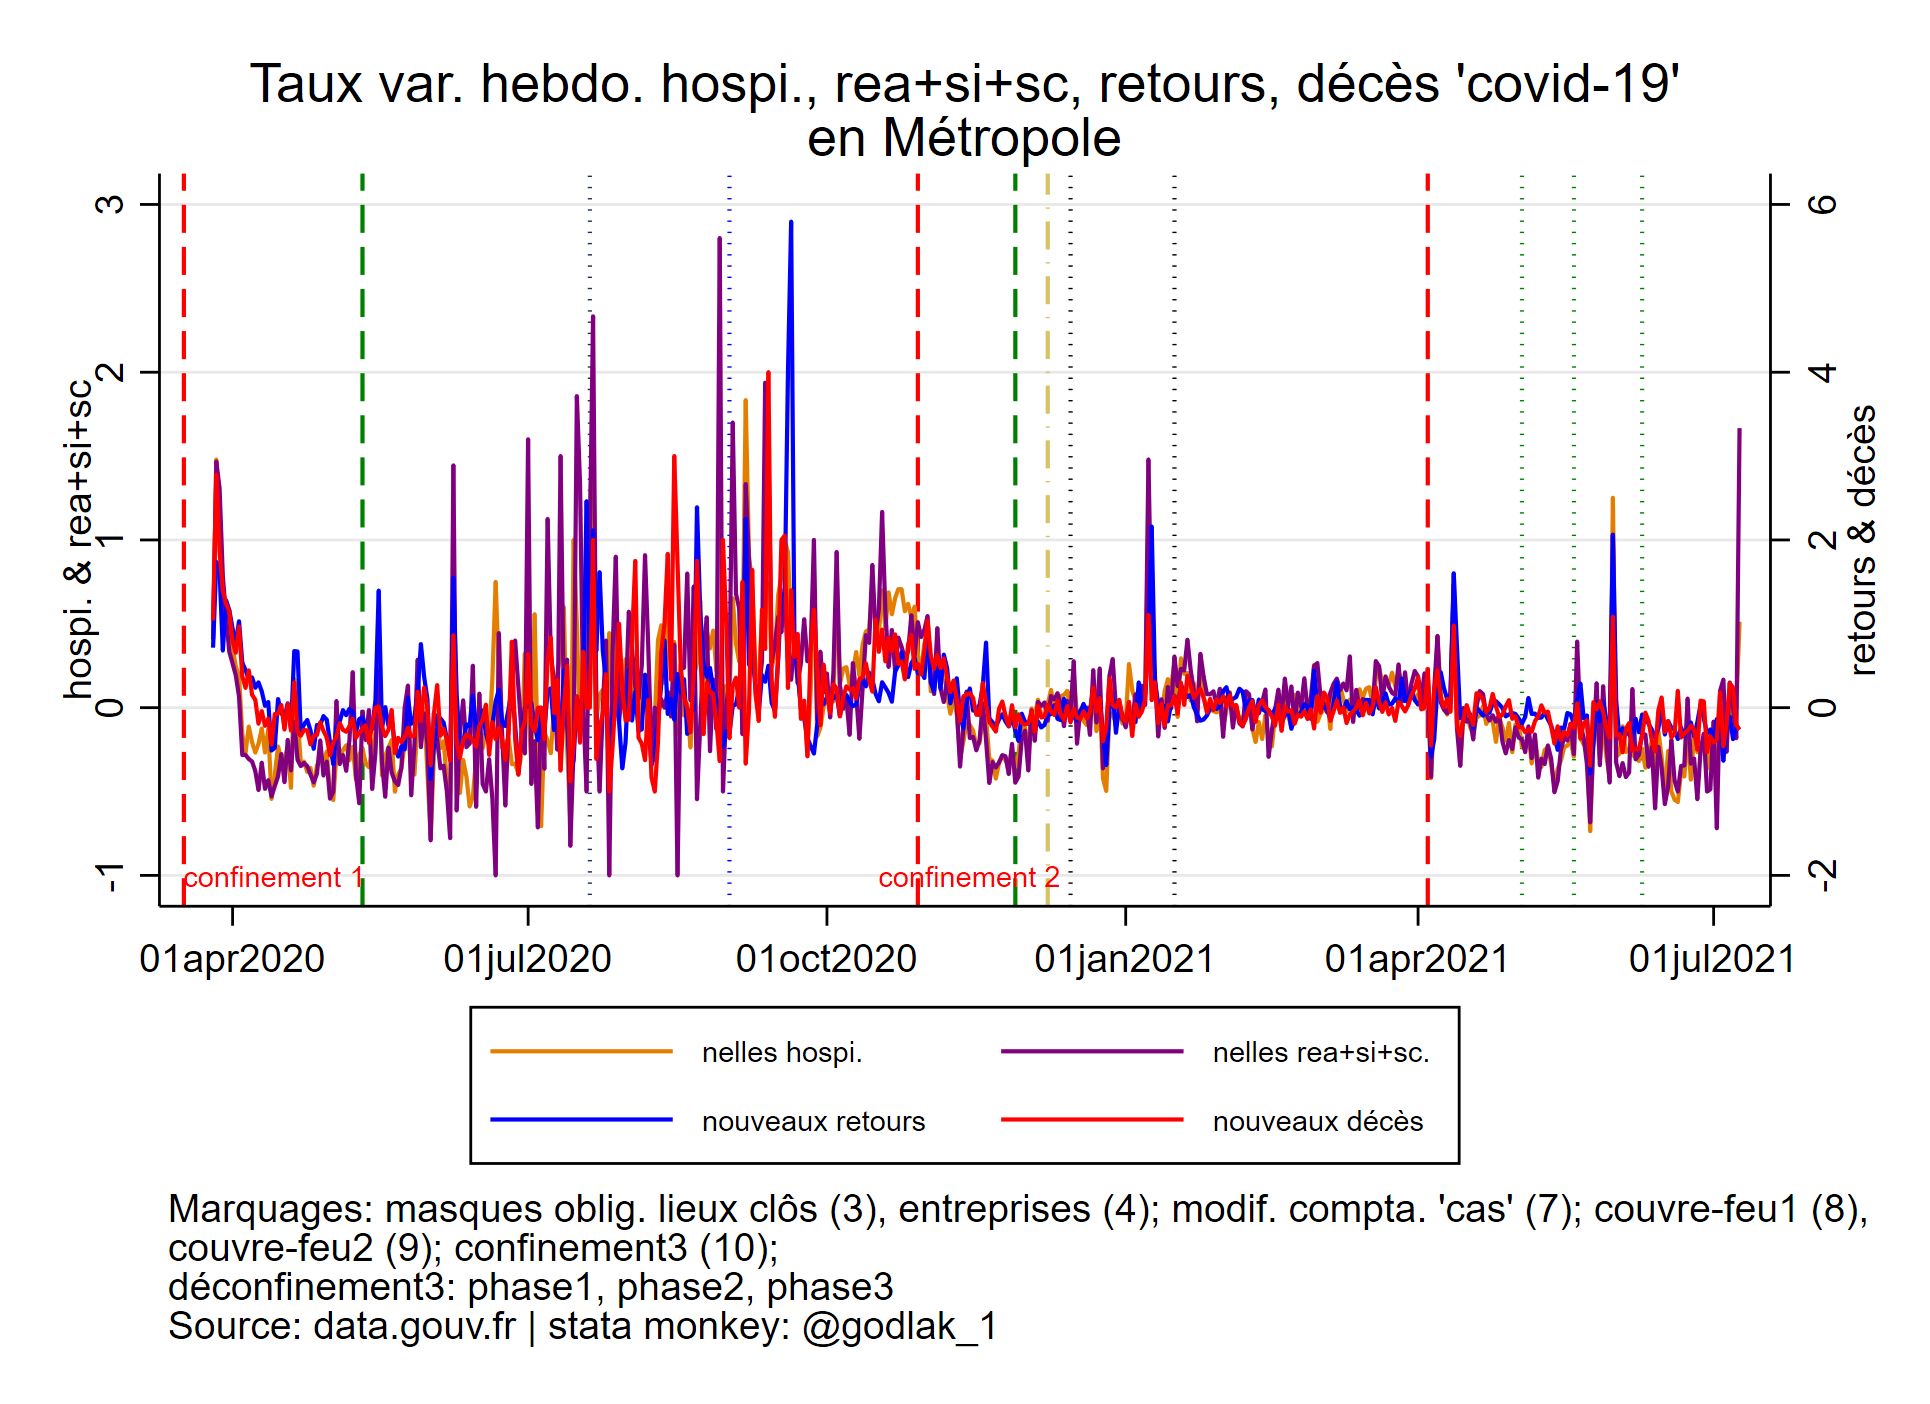 Taux var. hebdo. hospi., rea+si+sc, retours, décès 'covid-19'
en Métropole
hospi. & rea+si+sc
3
2
1
0
-1
retours & décès
6
4
2
0
-2
confinement 1
confinement 2
01apr2020
01jul2020
01oct2020
01jan2021
01apr2021
01jul2021
nelles hospi.
nelles rea+si+sc.
nouveaux retours
nouveaux décès
Marquages: masques oblig. lieux clôs (3), entreprises (4); modif. compta. 'cas' (7); couvre-feu1 (8),
couvre-feu2 (9); confinement3 (10);
déconfinement3: phase1, phase2, phase3
Source: data.gouv.fr | stata monkey: @godlak_1